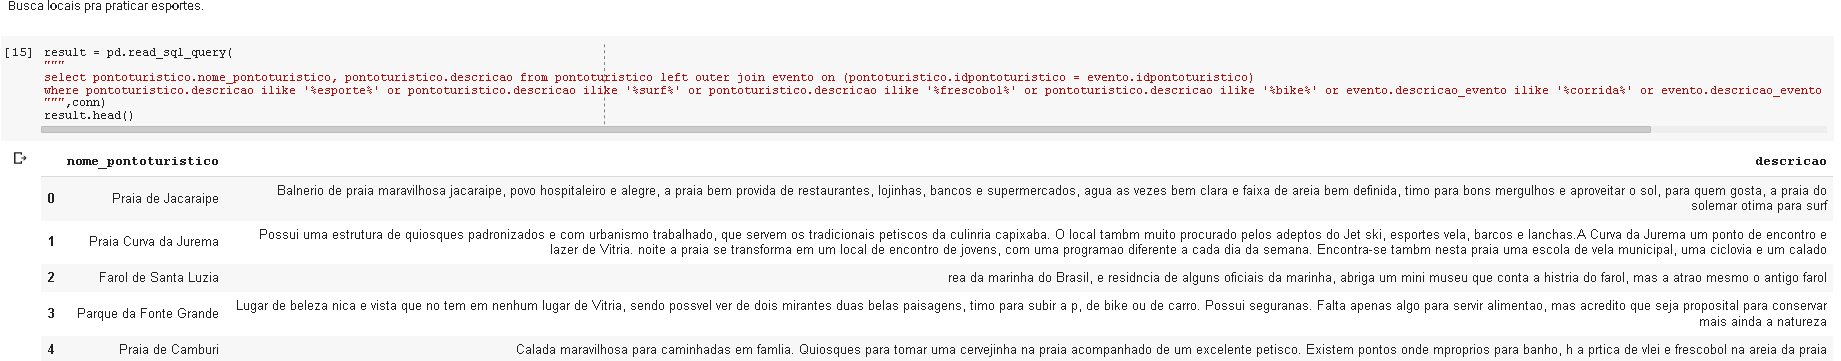 Busca locais pra praticar esportes.
[15] result = pd.read_sql_query(
"""
select pontoturistico.nome_pontoturistico, pontoturistico.descricao from pontoturistico left outer join evento on (pontoturistico.idpontoturistico = evento.idpontoturistico)
where pontoturistico.descricao ilike '%esporte%' or pontoturistico.descricao ilike '%surf%' or pontoturistico.descricao ilike '%frescobol%' or pontoturistico.descricao ilike '%bike%' or evento.descricao_evento ilike '%corrida%' or evento.descricao_evento
""",conn)
result.head()
nome_pontoturistico descricao
0 Praia de Jacaraipe Balnerio de praia maravilhosa jacaraipe, povo hospitaleiro e alegre, a praia bem provida de restaurantes, lojinhas, bancos e supermercados, agua as vezes bem clara e faixa de areia bem definida, timo para bons mergulhos e aproveitar o sol, para quem gosta, a praia do
solemar otima para surf
1 Praia Curva da Jurema Possui uma estrutura de quiosques padronizados e com urbanismo trabalhado, que servem os tradicionais petiscos da culinria capixaba. O local tambm muito procurado pelos adeptos do Jet ski, esportes vela, barcos e lanchas.A Curva da Jurema um ponto de encontro e
lazer de Vitria. noite a praia se transforma em um local de encontro de jovens, com uma programao diferente a cada dia da semana. Encontra-se tambm nesta praia uma escola de vela municipal, uma ciclovia e um calado
2 Farol de Santa Luzia rea da marinha do Brasil, e residncia de alguns oficiais da marinha, abriga um mini museu que conta a histria do farol, mas a atrao mesmo o antigo farol
3 Parque da Fonte Grande Lugar de beleza nica e vista que no tem em nenhum lugar de Vitria, sendo possvel ver de dois mirantes duas belas paisagens, timo para subir a p, de bike ou de carro. Possui seguranas. Falta apenas algo para servir alimentao, mas acredito que seja proposital para conservar
mais ainda a natureza
4 Praia de Camburi Calada maravilhosa para caminhadas em famlia. Quiosques para tomar uma cervejinha na praia acompanhado de um excelente petisco. Existem pontos onde mproprios para banho, h a prtica de vlei e frescobol na areia da praia